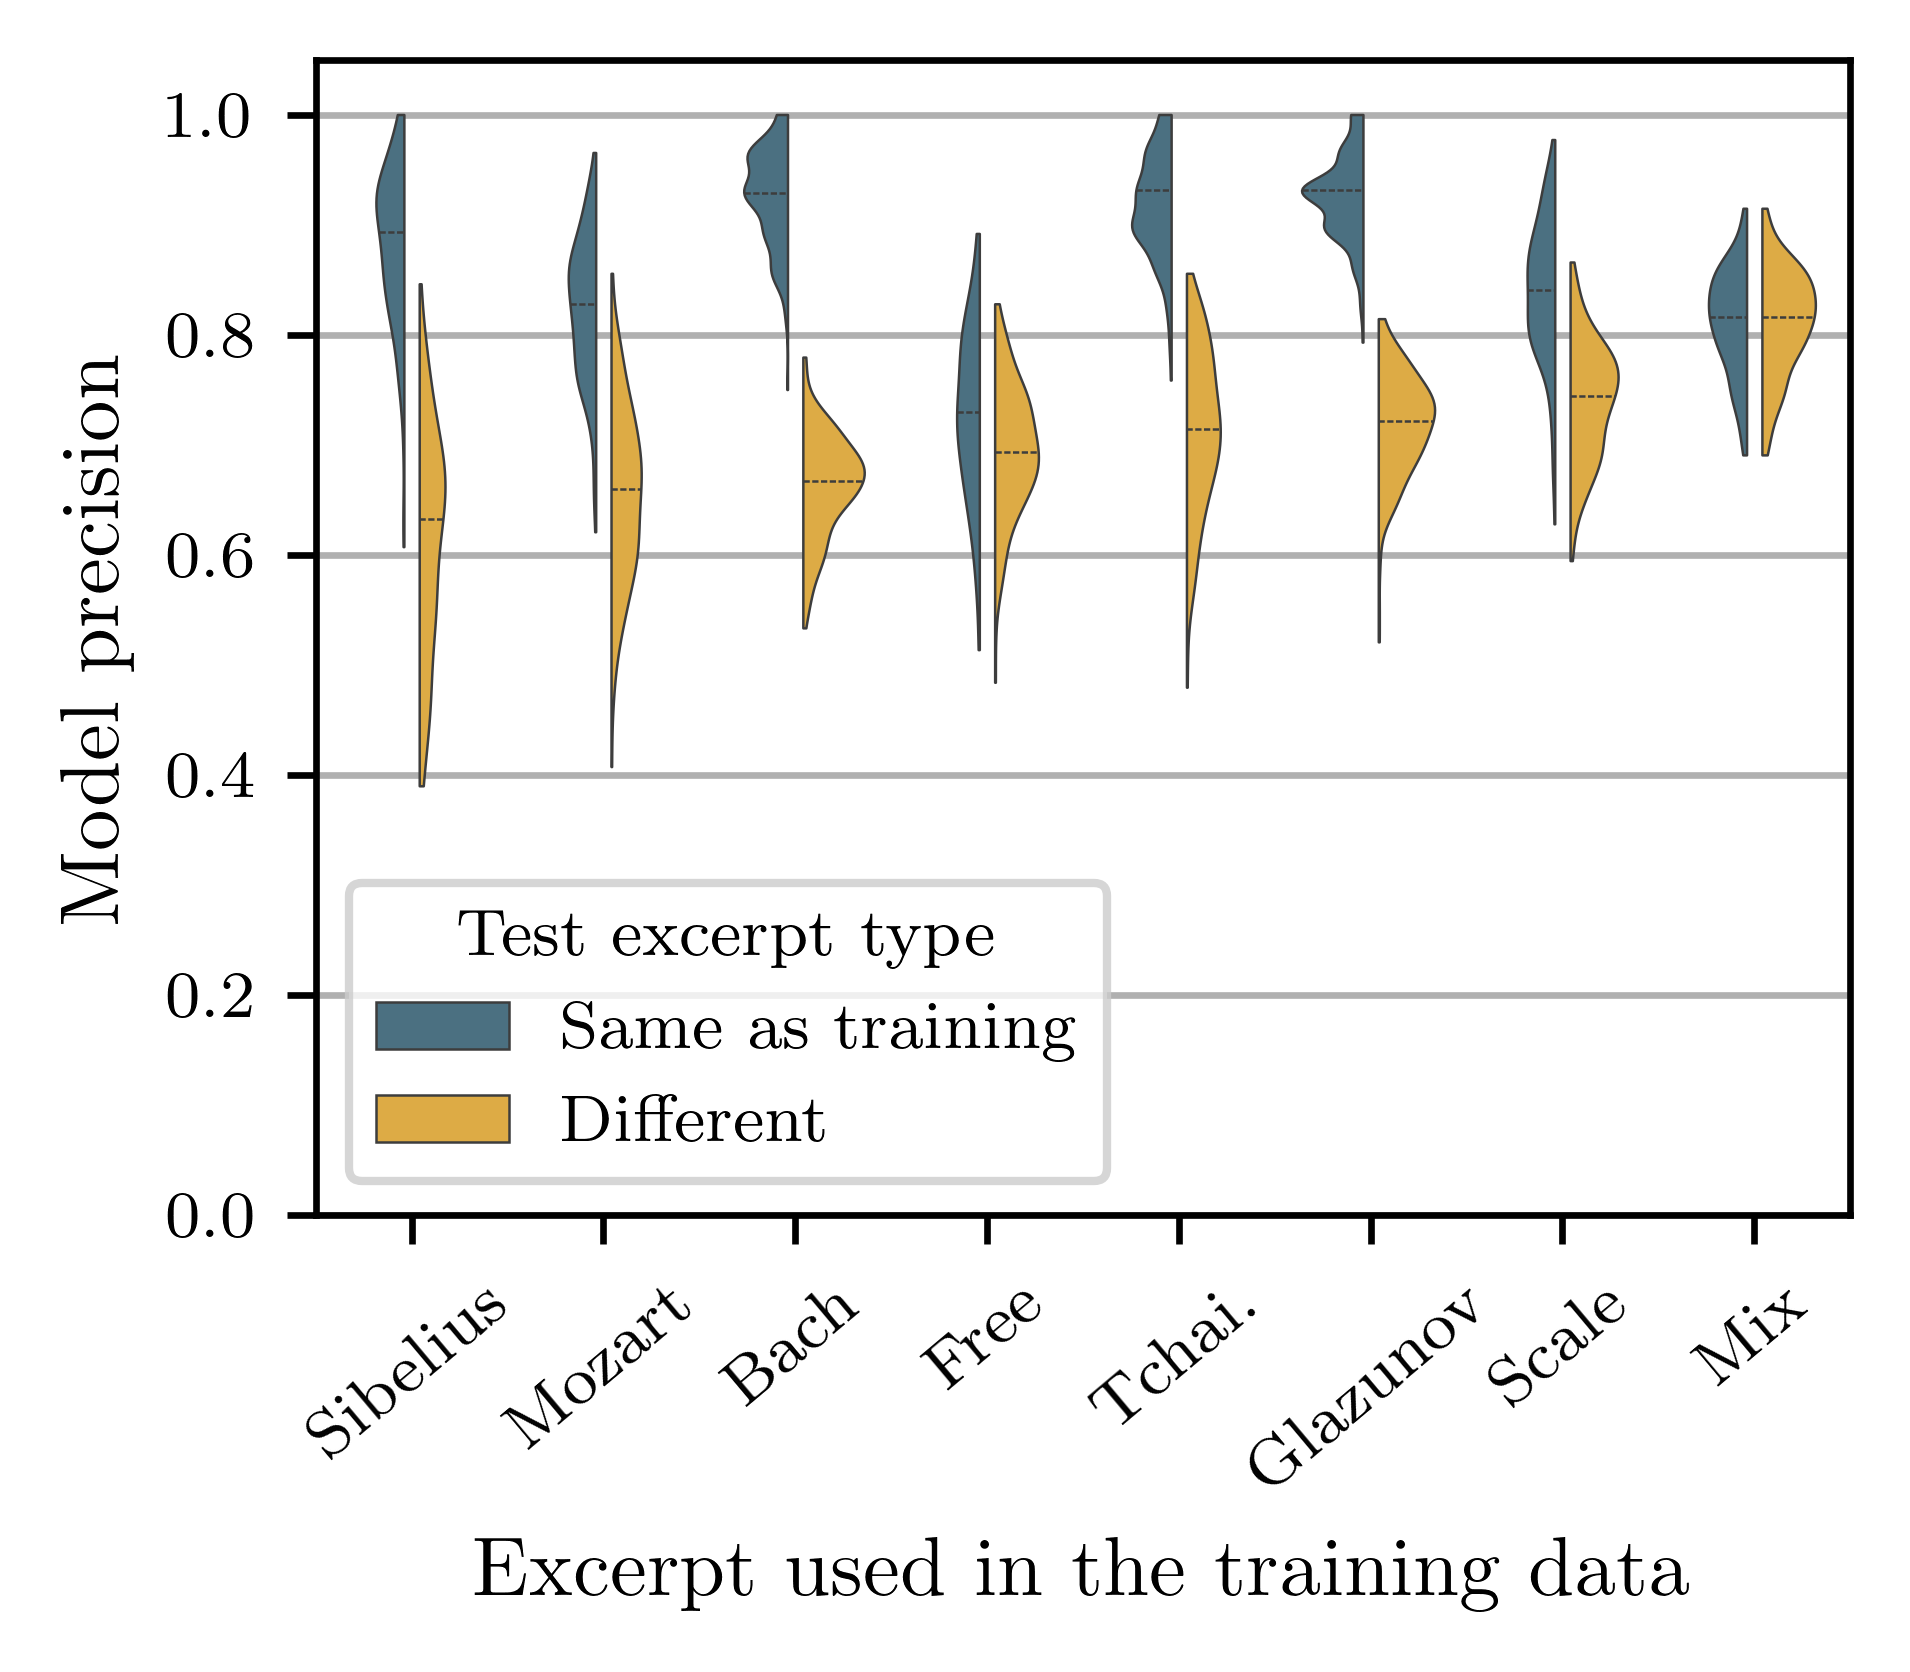 Model precision
1.0
0.8
0.6
0.4
0.2
0.0
Test excerpt type
Same as training
Different
Sibelius
Mozart
Bach
Free
Tchai.
Glazunov
Scale
Mix
Excerpt used in the training data